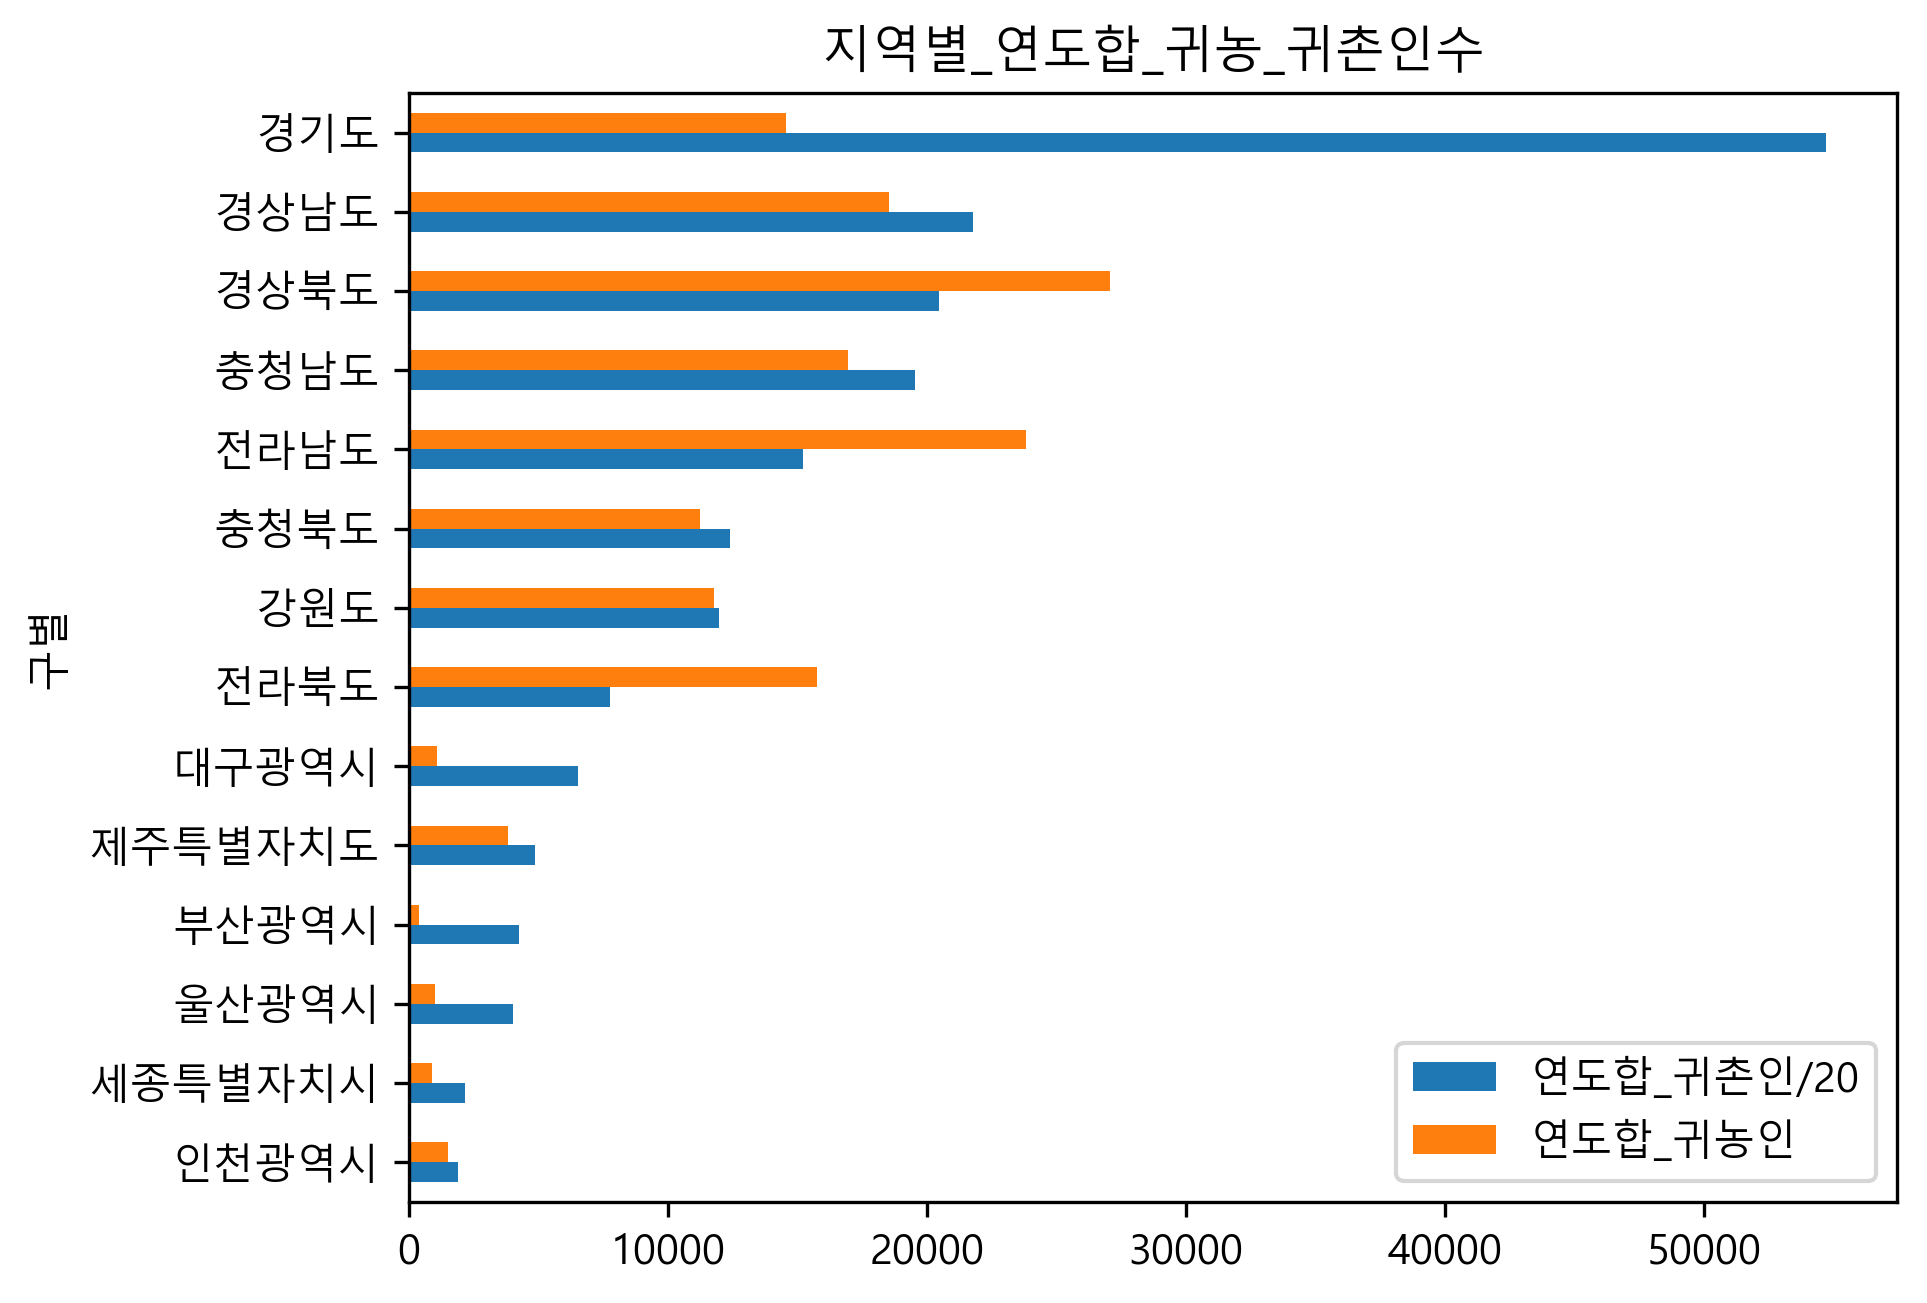 지역별_연도합_귀농_귀촌인수
경기도
경상남도
경상북도
충청남도
전라남도
충청북도
강원도
전라북도
대구광역시
제주특별자치도
부산광역시
울산광역시
세종특별자치시
인천광역시
구별
0 10000 20000 30000 40000 50000
연도합_귀촌인/20
연도합_귀농인